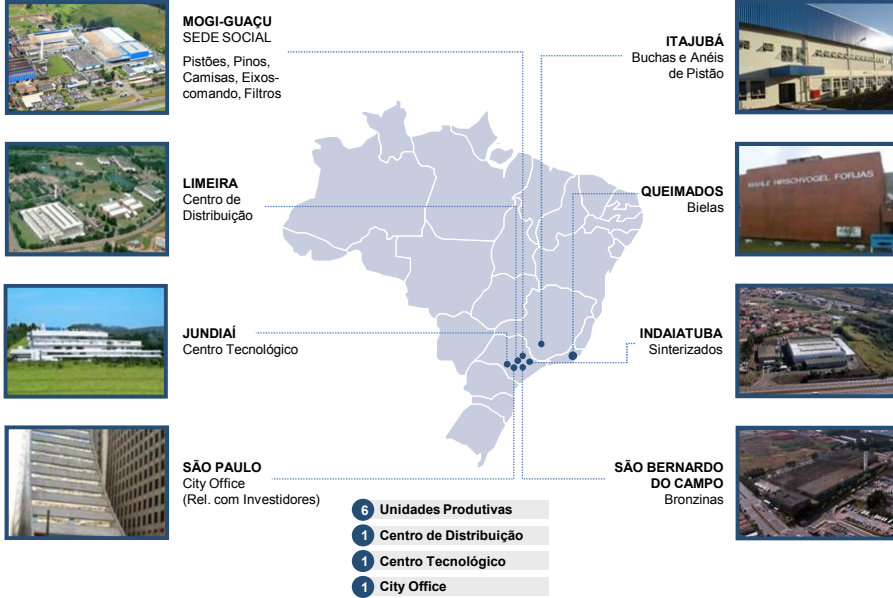 MOGI-GUAÇU
SEDE SOCIAL
Pistões, Pinos,
Camisas, Eixos-
comando, Filtros
LIMEIRA
Centro de
Distribuição
JUNDIAÍ
Centro Tecnológico
SÃO PAULO
City Office
(Rel. com Investidores)
ITAJUBÁ
Buchas e Anéis
de Pistão
QUEIMADOS
Bielas
MAHLE HIRSCHVOGEL FORJAS
INDAIATUBA
Sinterizados
SÃO BERNARDO
DO CAMPO
Bronzinas
6 Unidades Produtivas
1 Centro de Distribuição
1 Centro Tecnológico
1 City Office